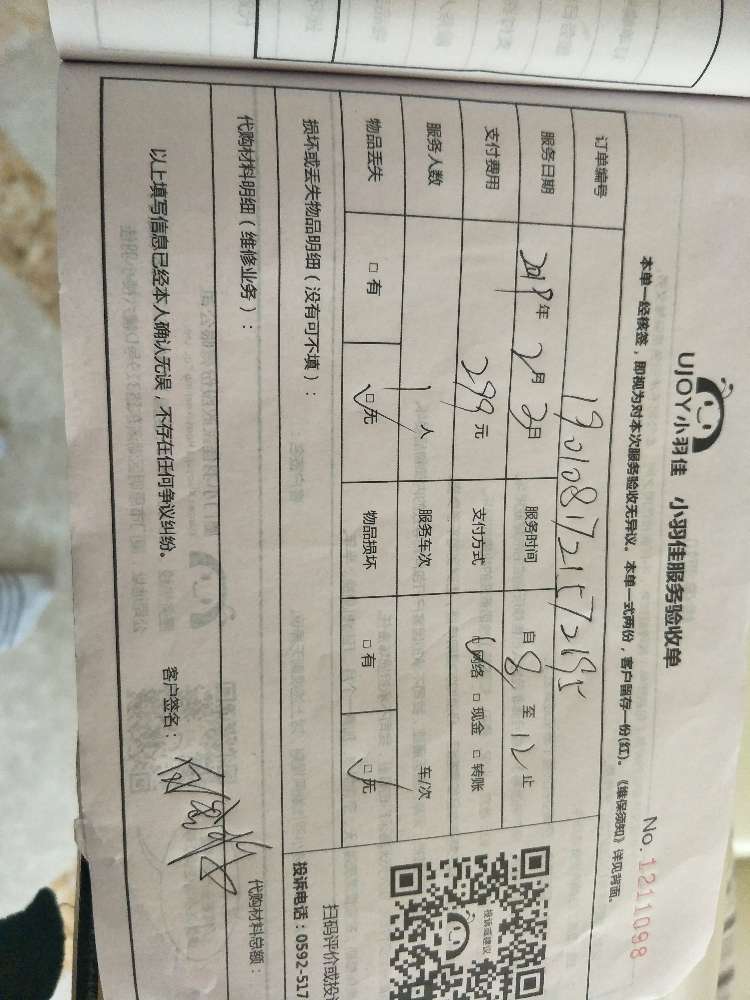 UJOY小羽佳 小羽佳服务验收单
No. 1211098
本单一经核签，即视为对本次服务验收无异议。本单一式两份，客户留存一份(红)。《维保须知》详见背面。
订单编号 190108172157295
服务日期 2019年2月2日 服务时间 自8至12止
支付费用 299元 支付方式 □网络 □现金 □转账
服务人数 1人 服务车次 车/次
物品丢失 □有 □无 物品损坏 □有 □无
损坏或丢失物品明细（没有可不填）：
代购材料明细（维修业务）：
代购材料总额：
以上填写信息已经本人确认无误，不存在任何争议纠纷。
客户签名：
投诉或建议
扫码评价或投
投诉电话：0592-517